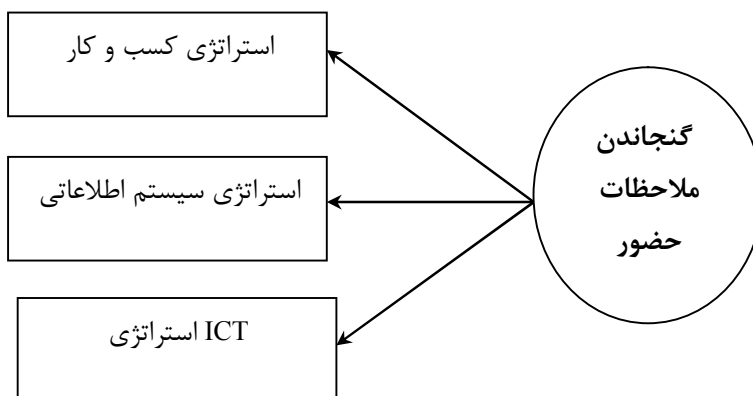 استراتژی کسب و کار
گنجاندن
ملاحظات
حضور
استراتژی سیستم اطلاعاتی
ICT استراتژی